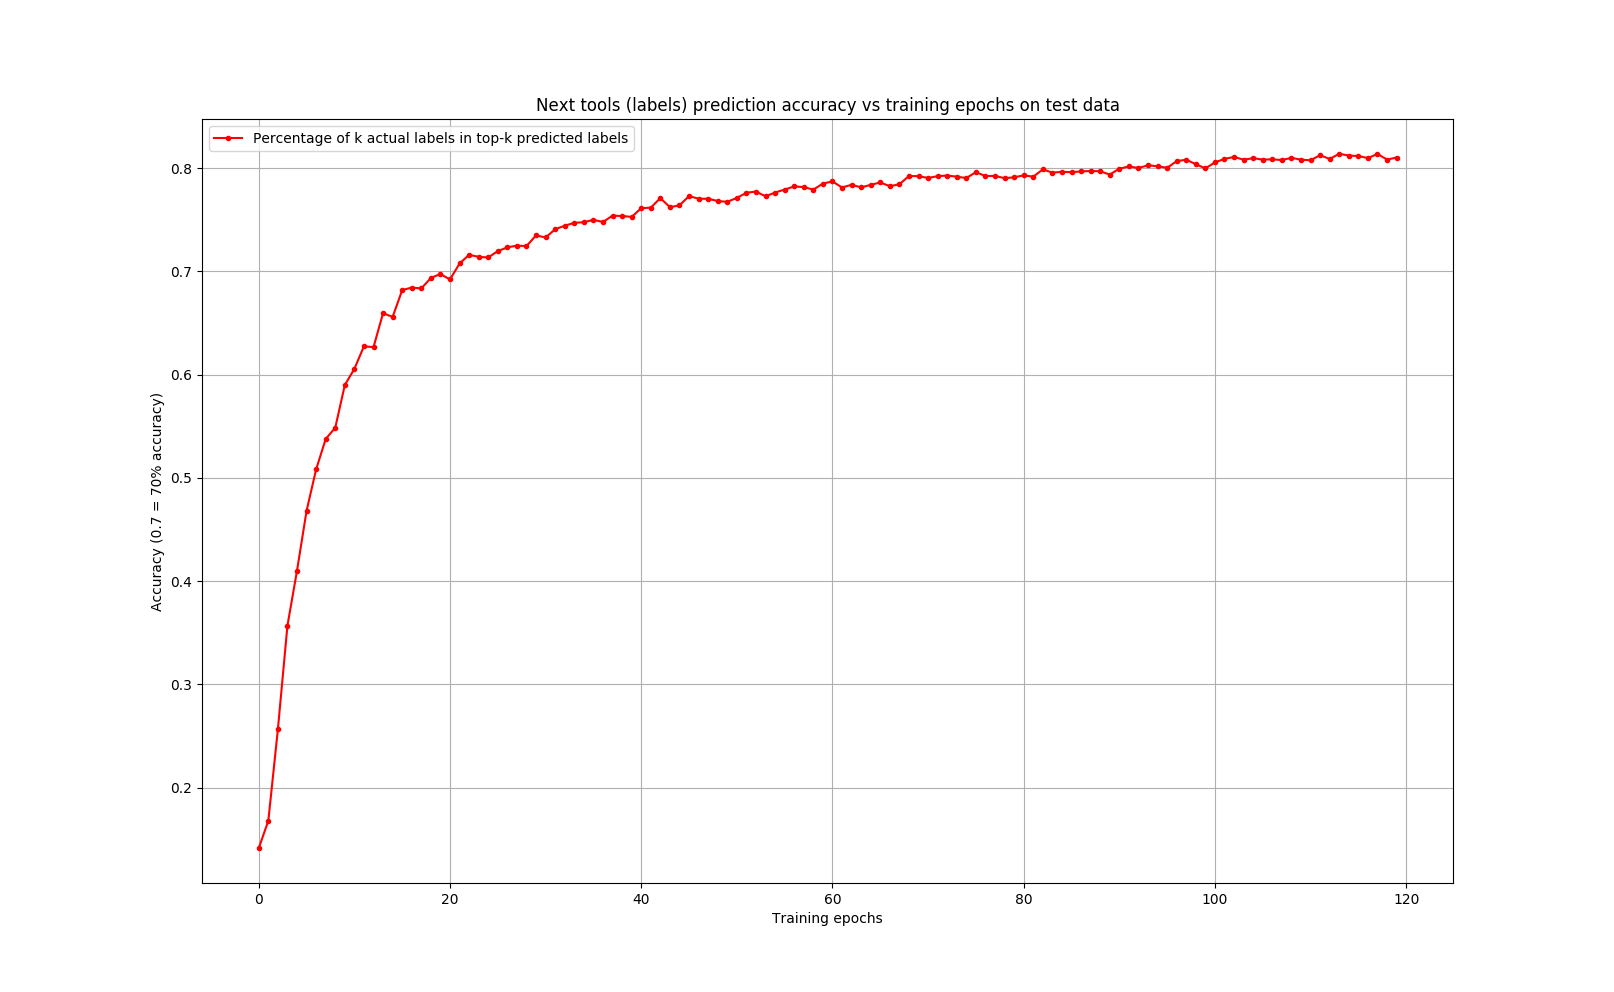 Next tools (labels) prediction accuracy vs training epochs on test data
Percentage of k actual labels in top-k predicted labels
0.8
0.7
0.6
0.5
0.4
0.3
0.2
Accuracy (0.7 = 70% accuracy)
0 20 40 60 80 100 120
Training epochs